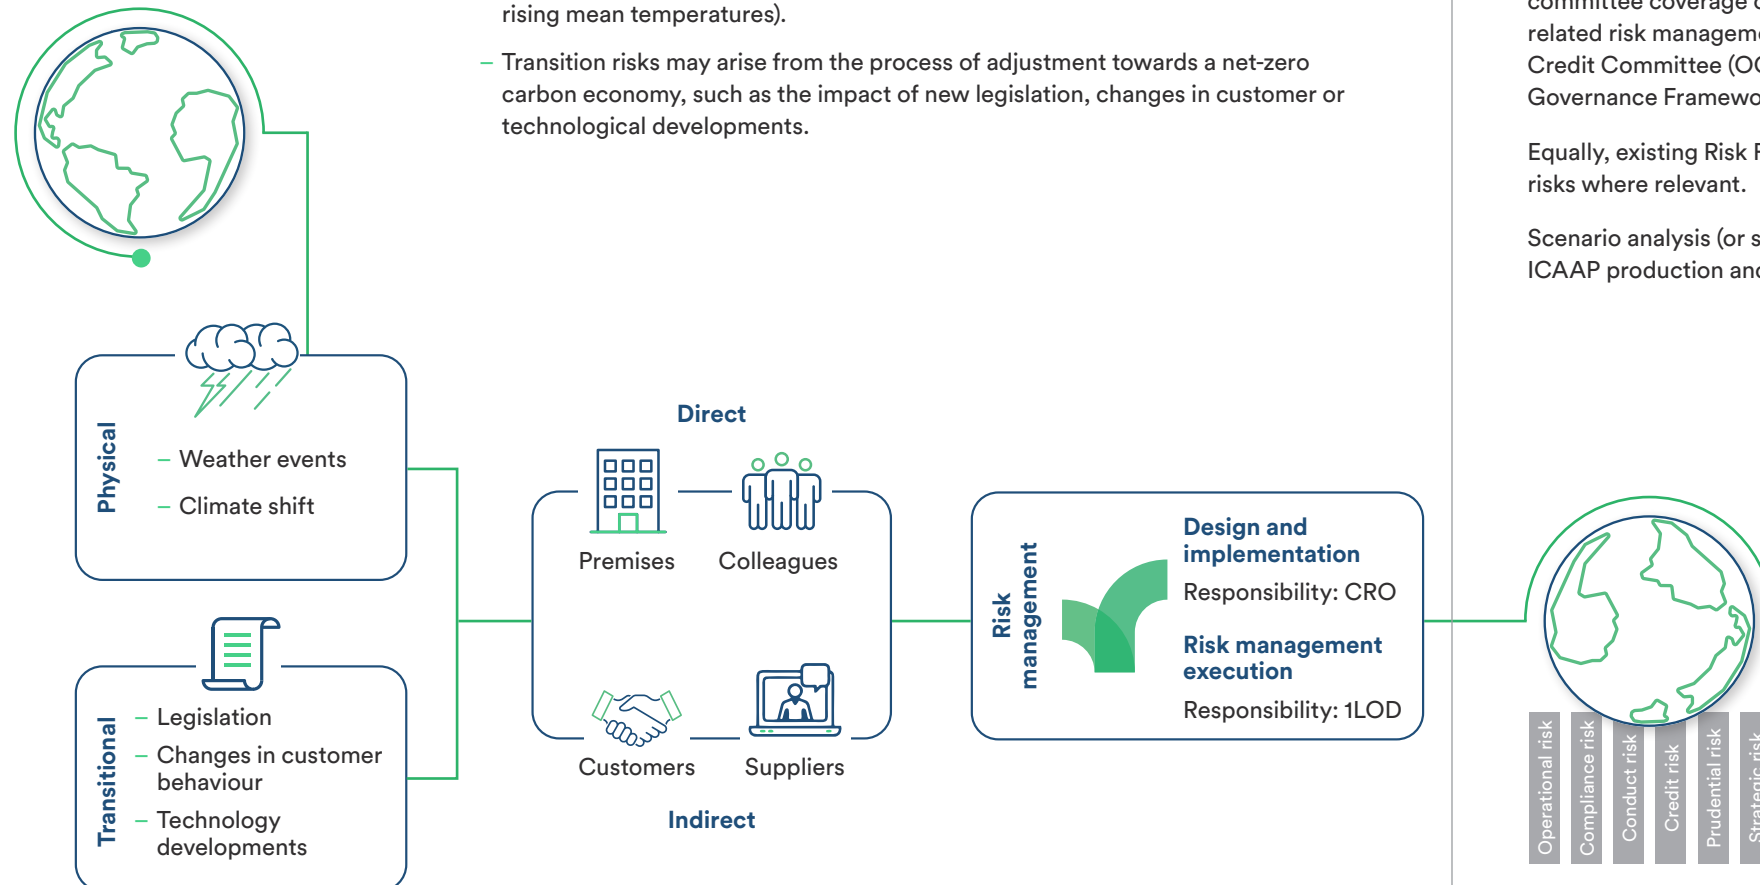 rising mean temperatures).
– Transition risks may arise from the process of adjustment towards a net-zero
carbon economy, such as the impact of new legislation, changes in customer or
technological developments.
Physical
– Weather events
– Climate shift
Transitional
– Legislation
– Changes in customer
behaviour
– Technology
developments
Direct
Premises
Colleagues
Customers
Suppliers
Indirect
Risk
management
Design and
implementation
Responsibility: CRO
Risk management
execution
Responsibility: 1LOD
committee coverage
related risk
Credit Committee
Governance
Equally, existing Risk
risks where relevant.
Scenario analysis (or
ICAAP production
Operational risk
Compliance risk
Conduct risk
Credit risk
Prudential risk
Strategic risk